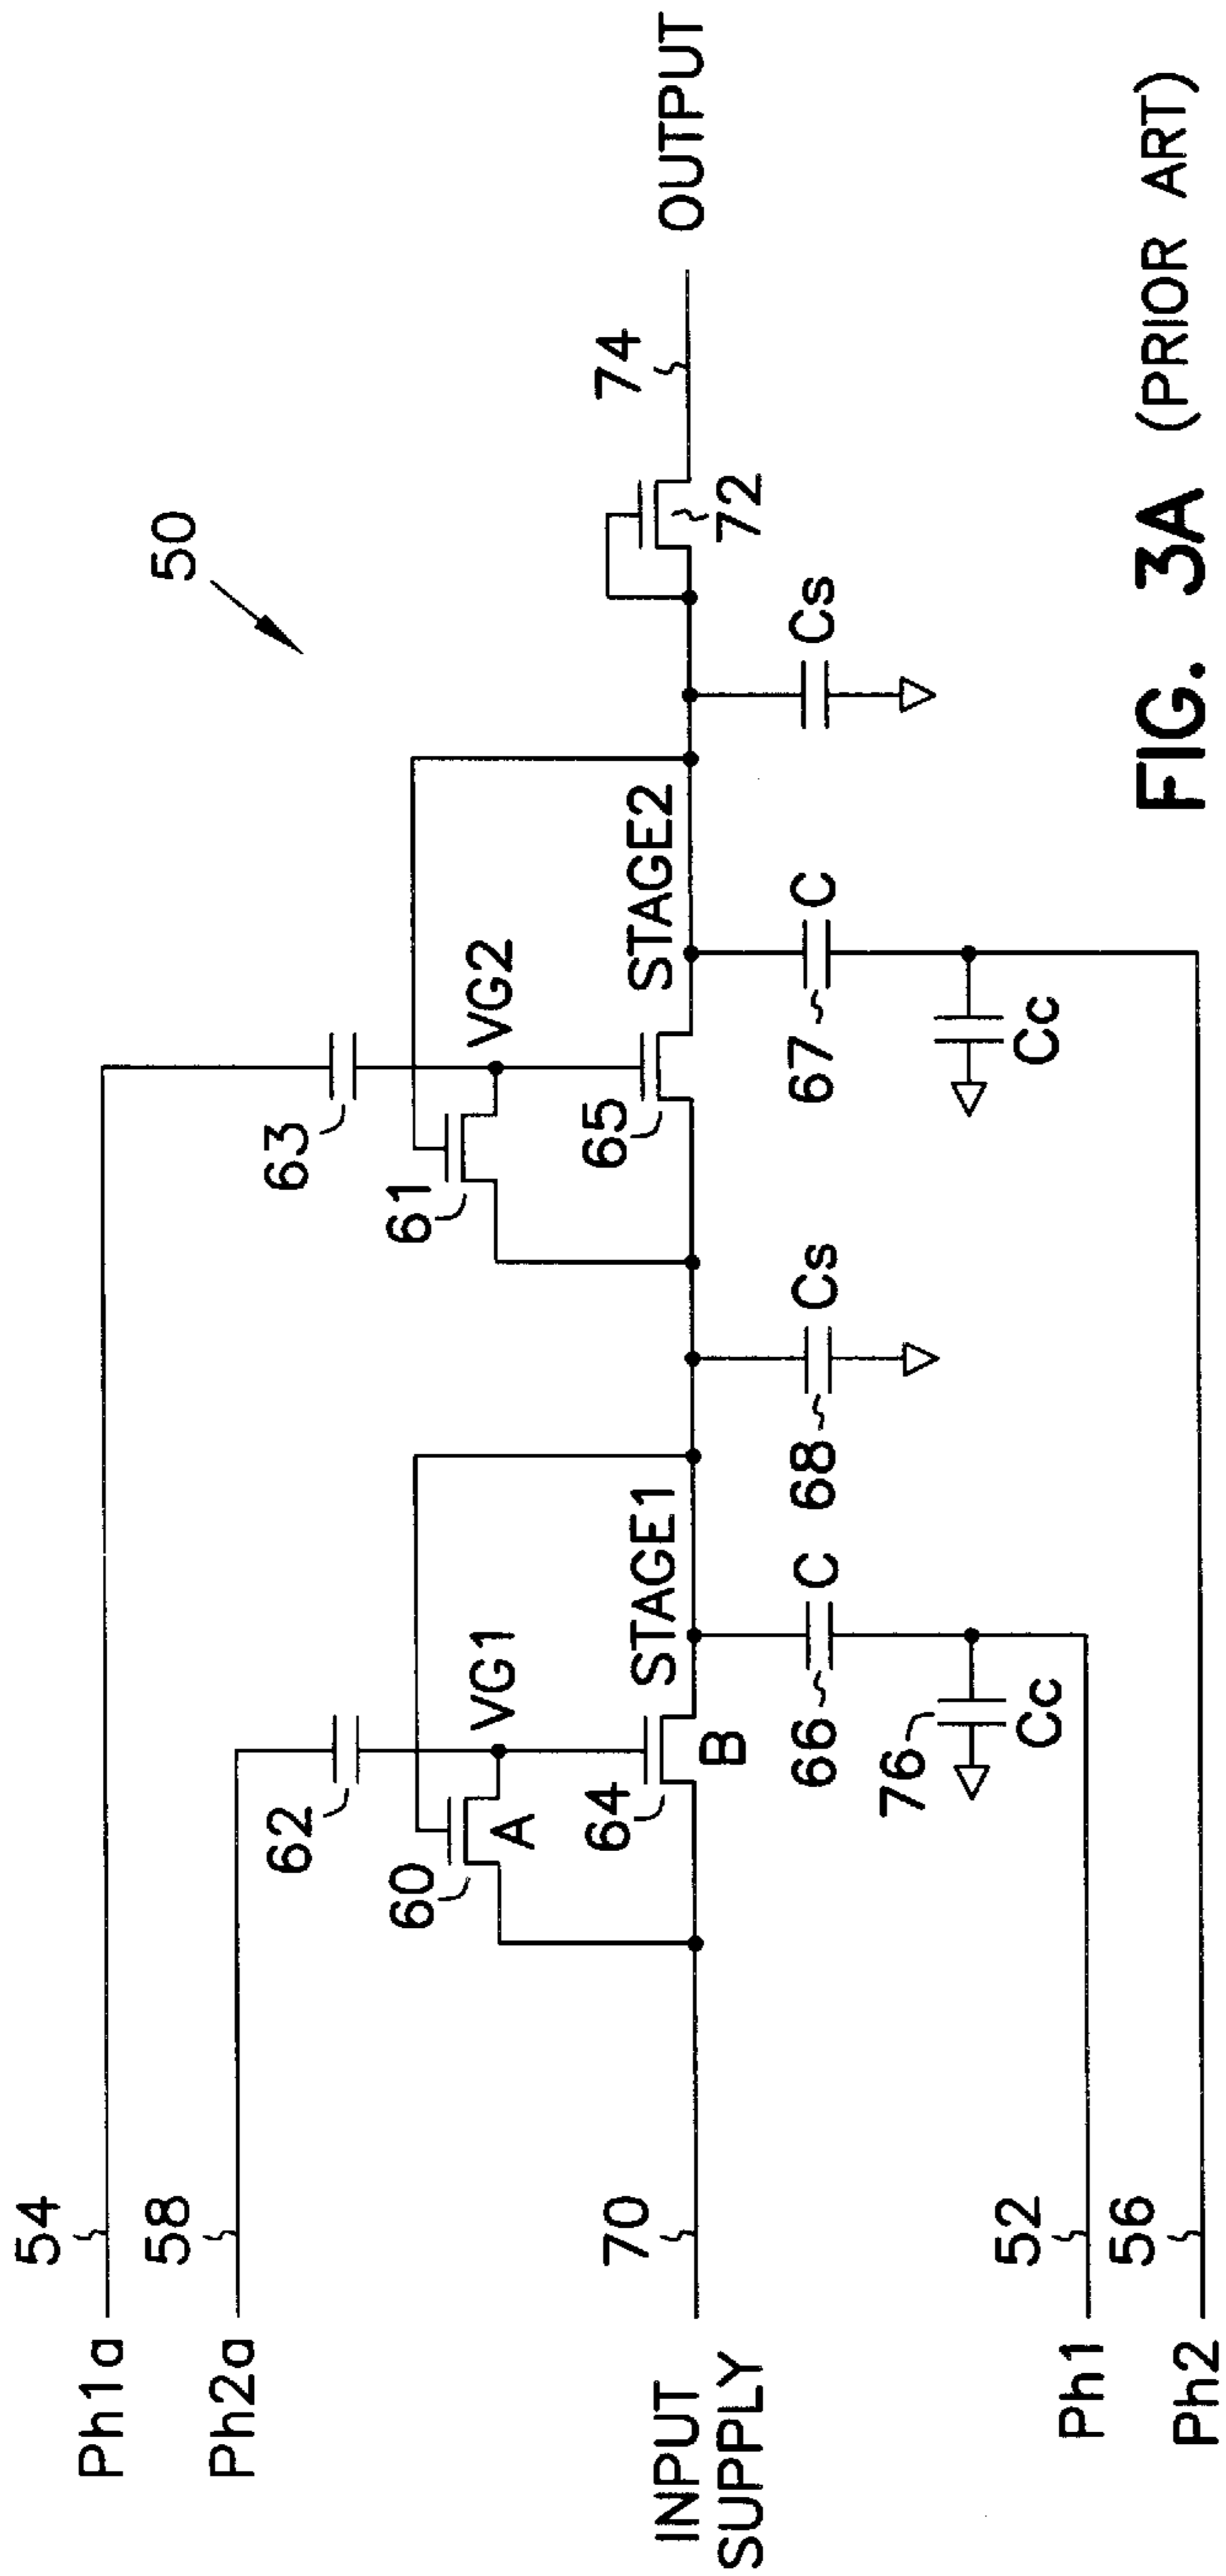 50
Ph1a
54
Ph2a
58
62
63
60
A
VG1
61
VG2
64
B
65
STAGE1
STAGE2
INPUT
SUPPLY
70
72
74
OUTPUT
66
C
68
Cs
67
C
Cs
76
Cc
Cc
Ph1
52
Ph2
56
FIG. 3A (PRIOR ART)